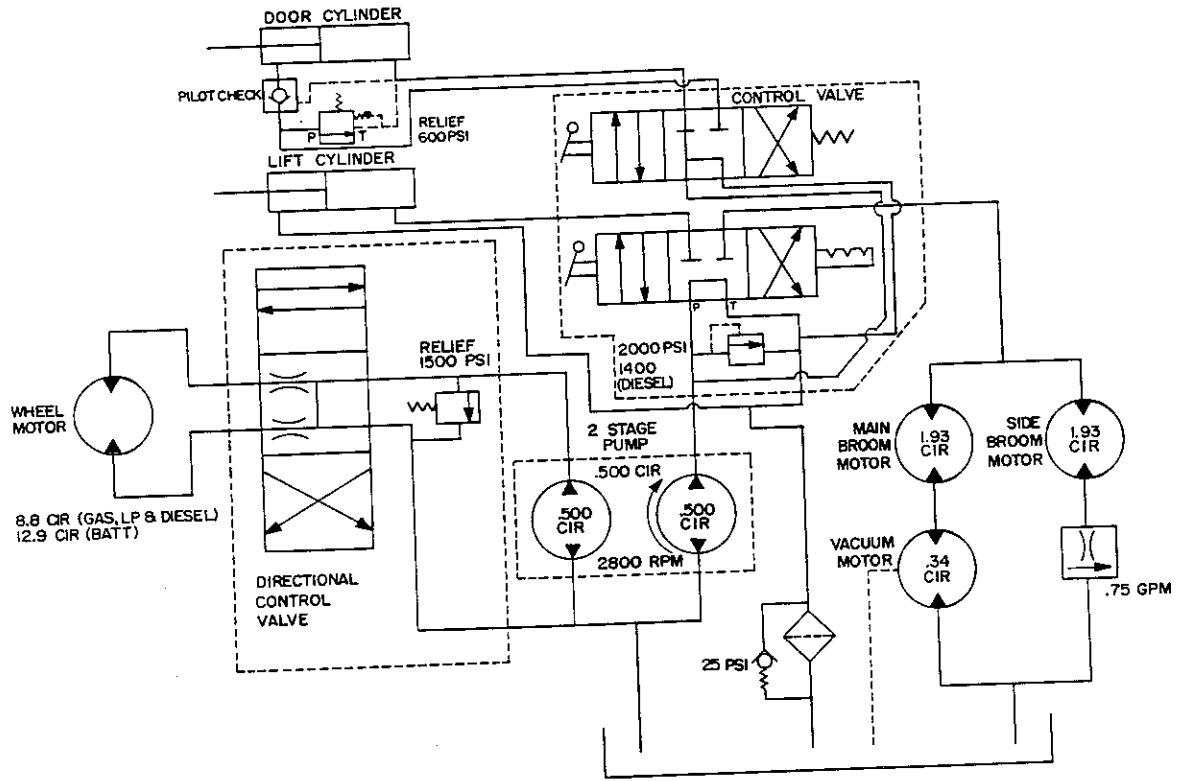 DOOR CYLINDER
PILOT CHECK
P
T
RELIEF
600 PSI
LIFT CYLINDER
CONTROL VALVE
P
T
2000 PSI
1400
(DIESEL)
RELIEF
1500 PSI
WHEEL
MOTOR
8.8 CIR (GAS, LP & DIESEL)
12.9 CIR (BATT)
DIRECTIONAL
CONTROL
VALVE
2 STAGE
PUMP
.500 CIR
.500
CIR
.500
CIR
2800 RPM
25 PSI
MAIN
BROOM
MOTOR
1.93
CIR
SIDE
BROOM
MOTOR
1.93
CIR
VACUUM
MOTOR
.34
CIR
.75 GPM